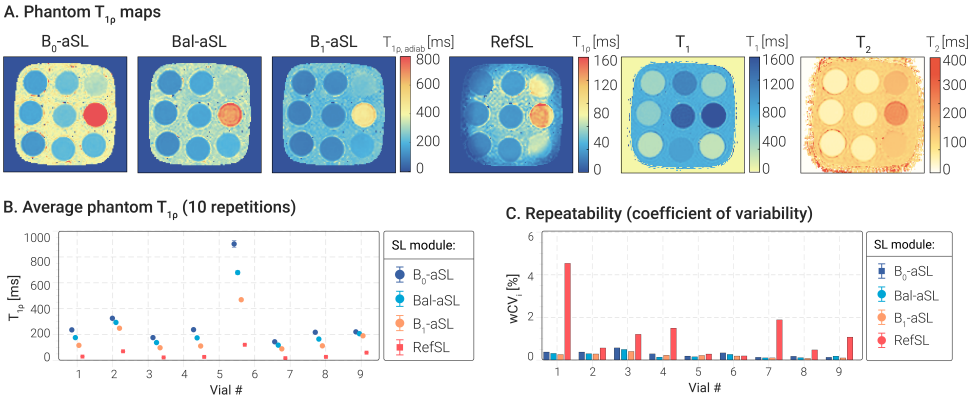 A. Phantom T1ρ maps
B0-aSL
Bal-aSL
B1-aSL
T1ρ, adiab [ms]
800
600
400
200
0
RefSL
T1ρ [ms]
160
120
80
40
0
T1
T1 [ms]
1600
1200
800
400
0
T2
T2 [ms]
400
300
200
100
0
B. Average phantom T1ρ (10 repetitions)
T1ρ [ms]
1000
800
600
400
200
0
1 2 3 4 5 6 7 8 9
Vial #
SL module:
B0-aSL
Bal-aSL
B1-aSL
RefSL
C. Repeatability (coefficient of variability)
wCVi [%]
6
4
2
0
1 2 3 4 5 6 7 8 9
Vial #
SL module:
B0-aSL
Bal-aSL
B1-aSL
RefSL